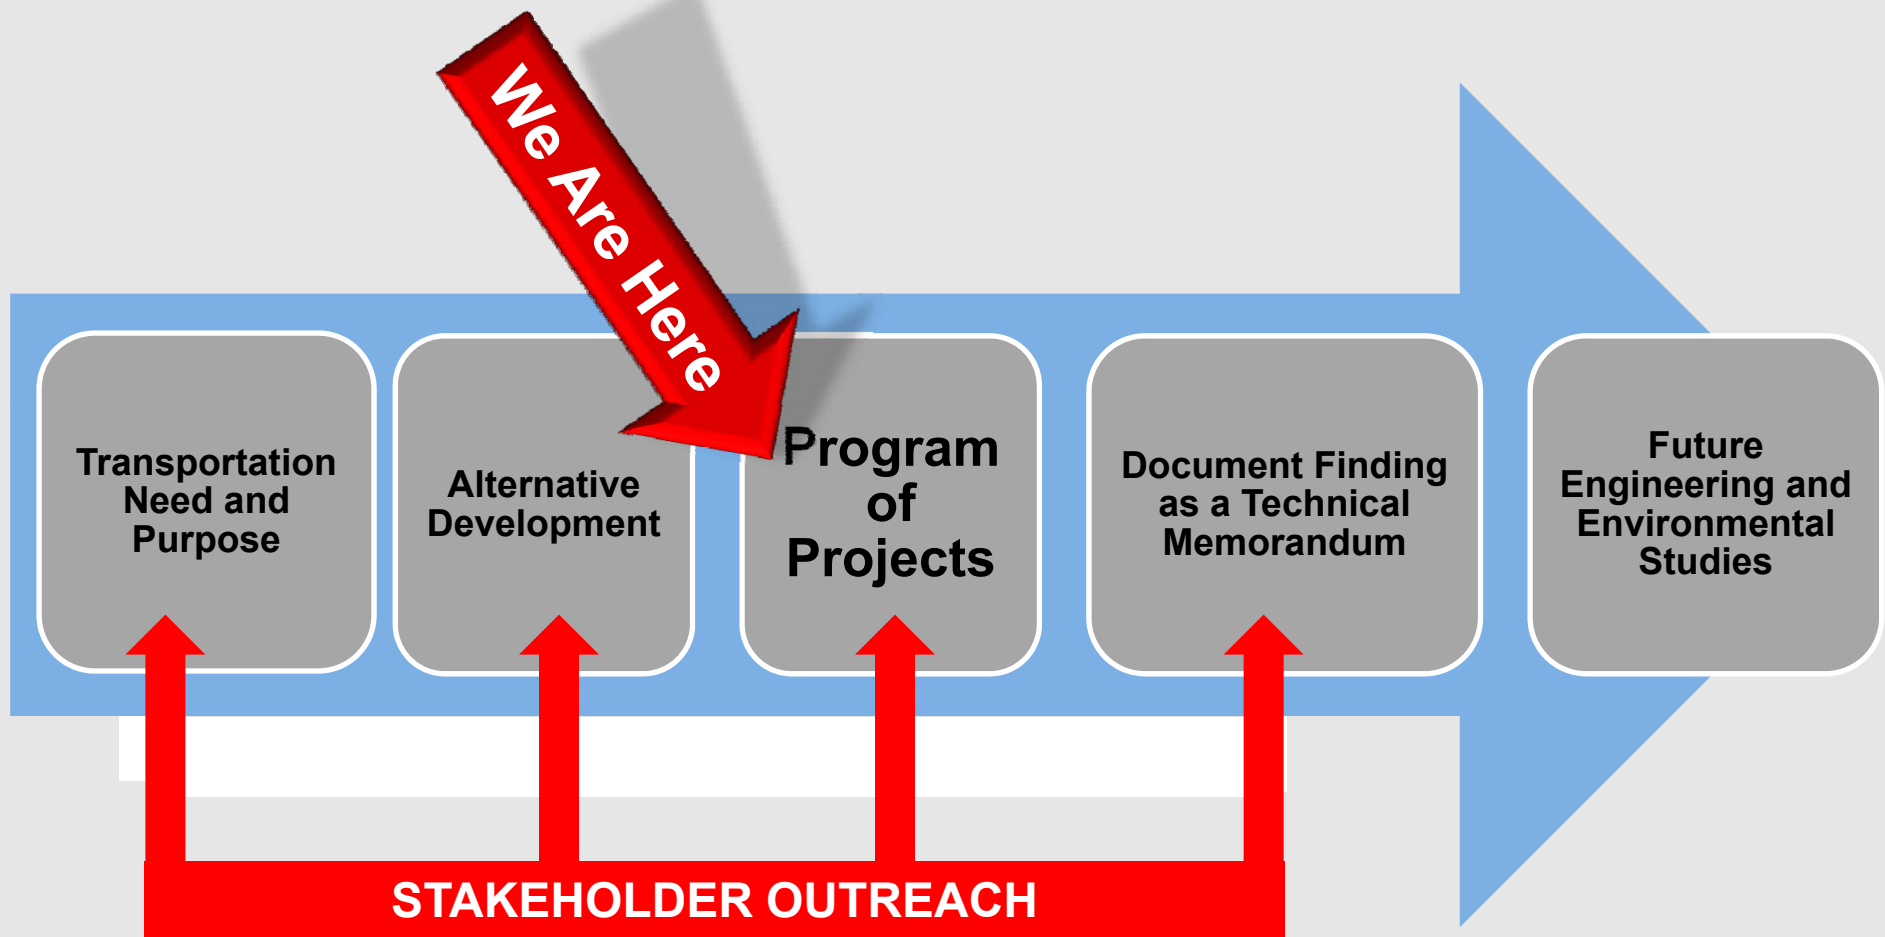 We Are Here
Transportation
Need and
Purpose
Alternative
Development
Program
of
Projects
Document Finding
as a Technical
Memorandum
Future
Engineering and
Environmental
Studies
STAKEHOLDER OUTREACH